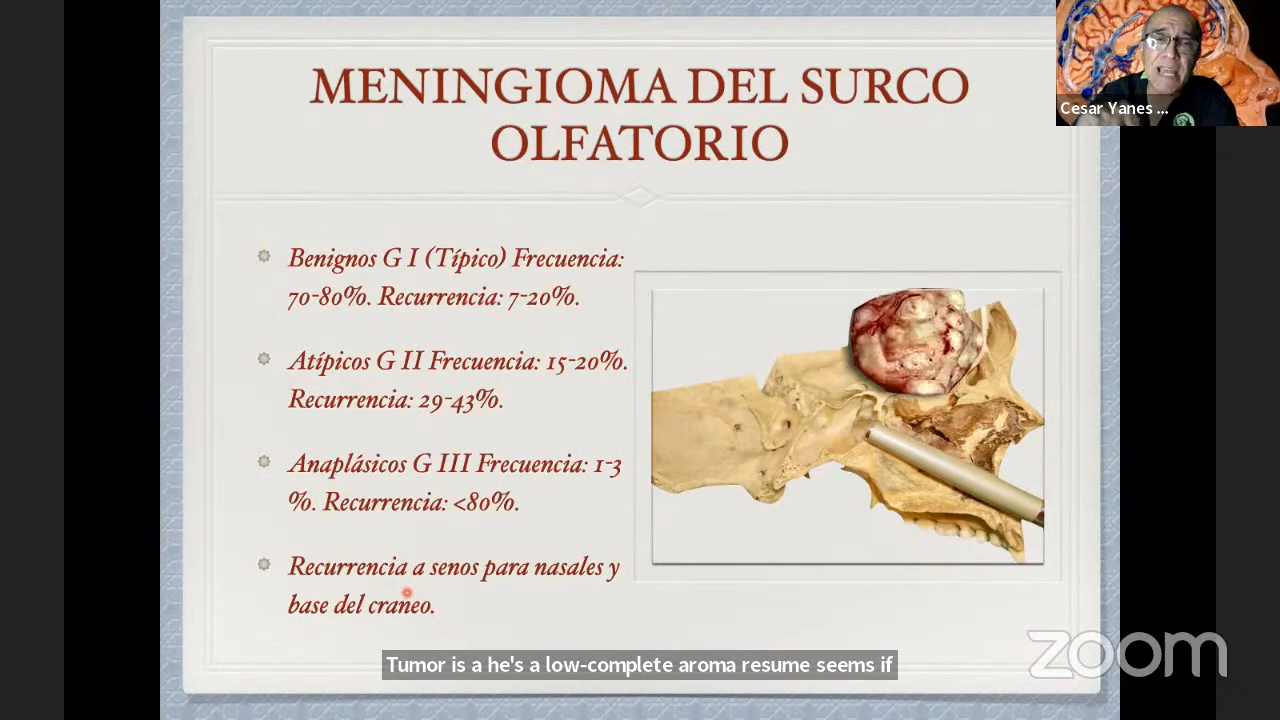 MENINGIOMA DEL SURCO
OLFATORIO
Cesar Yanes ...
Benignos G I (Típico) Frecuencia:
70-80%. Recurrencia: 7-20%.
Atípicos G II Frecuencia: 15-20%.
Recurrencia: 29-43%.
Anaplásicos G III Frecuencia: 1-3
%. Recurrencia: <80%.
Recurrencia a senos para nasales y
base del craneo.
Tumor is a he's a low-complete aroma resume seems if
zoom